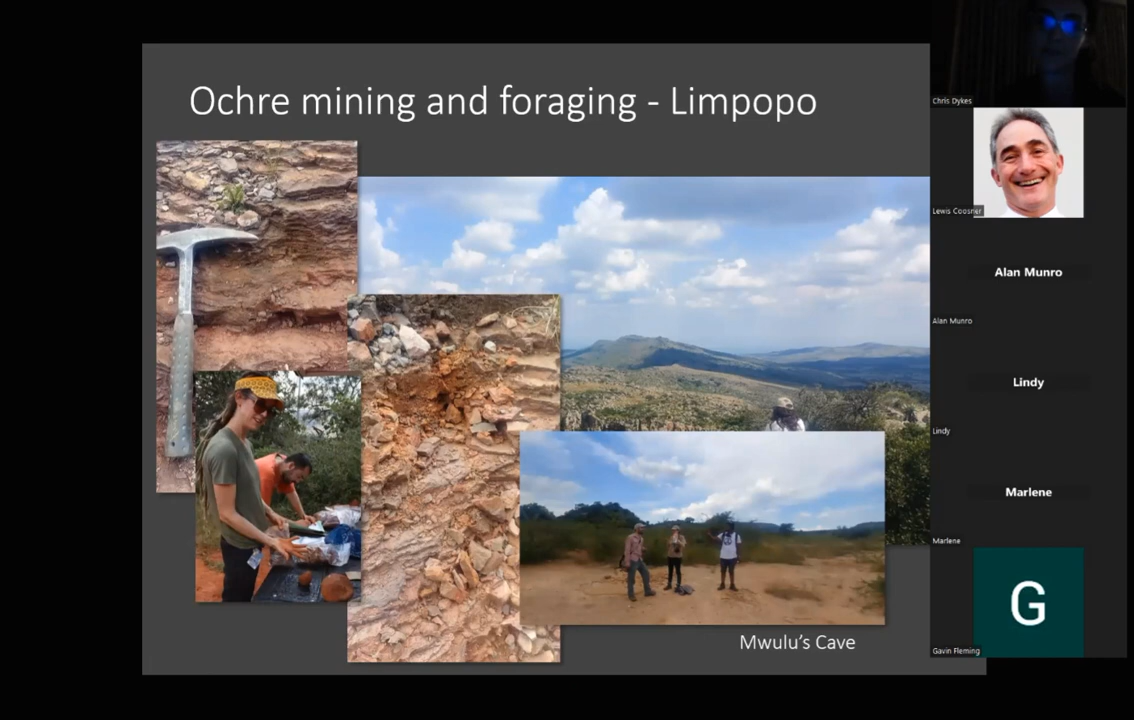 Ochre mining and foraging - Limpopo
Mwulu's Cave
Chris Dykes
Lewis Coosner
Alan Munro
Alan Munro
Lindy
Lindy
Marlene
Marlene
G
Gavin Fleming